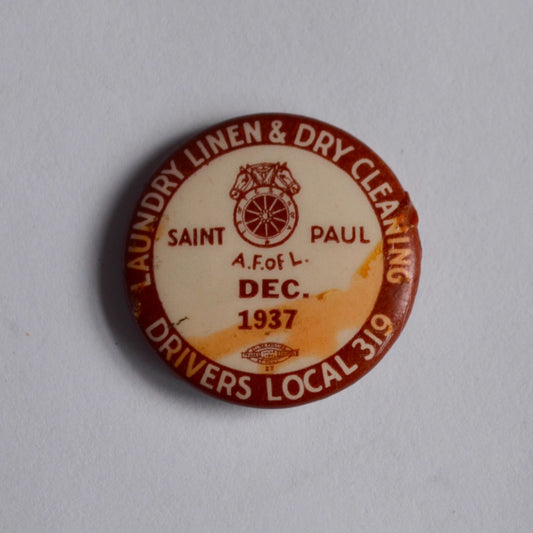 LAUNDRY LINEN & DRY CLEANING
SAINT PAUL
A.F.of L.
DEC.
1937
DRIVERS LOCAL 319